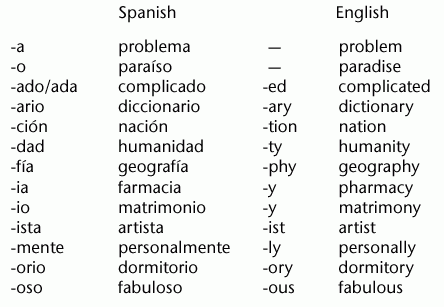 Spanish English
-a problema — problem
-o paraíso — paradise
-ado/ada complicado -ed complicated
-ario diccionario -ary dictionary
-ción nación -tion nation
-dad humanidad -ty humanity
-fía geografía -phy geography
-ia farmacia -y pharmacy
-io matrimonio -y matrimony
-ista artista -ist artist
-mente personalmente -ly personally
-orio dormitorio -ory dormitory
-oso fabuloso -ous fabulous